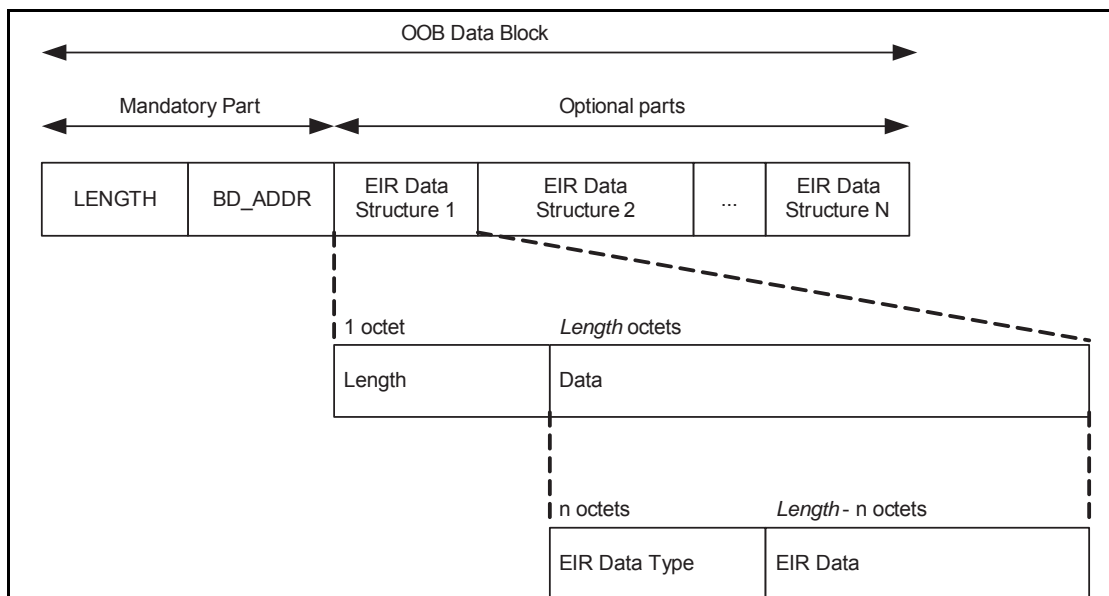 OOB Data Block
Mandatory Part
Optional parts
LENGTH
BD_ADDR
EIR Data
Structure 1
EIR Data
Structure 2
...
EIR Data
Structure N
1 octet
Length octets
Length
Data
n octets
Length - n octets
EIR Data Type
EIR Data